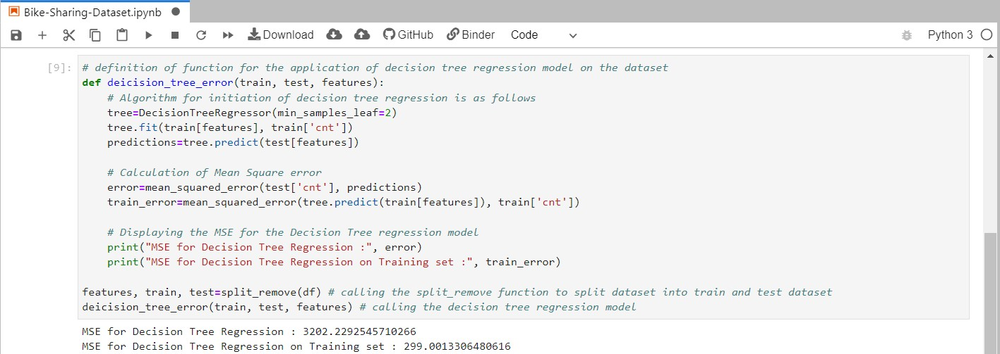 Bike-Sharing-Dataset.ipynb
Download GitHub Binder Code Python 3
[9]: # definition of function for the application of decision tree regression model on the dataset
def deicision_tree_error(train, test, features):
    # Algorithm for initiation of decision tree regression is as follows
    tree=DecisionTreeRegressor(min_samples_leaf=2)
    tree.fit(train[features], train['cnt'])
    predictions=tree.predict(test[features])
    # Calculation of Mean Square error
    error=mean_squared_error(test['cnt'], predictions)
    train_error=mean_squared_error(tree.predict(train[features]), train['cnt'])
    # Displaying the MSE for the Decision Tree regression model
    print("MSE for Decision Tree Regression :", error)
    print("MSE for Decision Tree Regression on Training set :", train_error)
features, train, test=split_remove(df) # calling the split_remove function to split dataset into train and test dataset
deicision_tree_error(train, test, features) # calling the decision tree regression model
MSE for Decision Tree Regression : 3202.2292545710266
MSE for Decision Tree Regression on Training set : 299.0013306480616